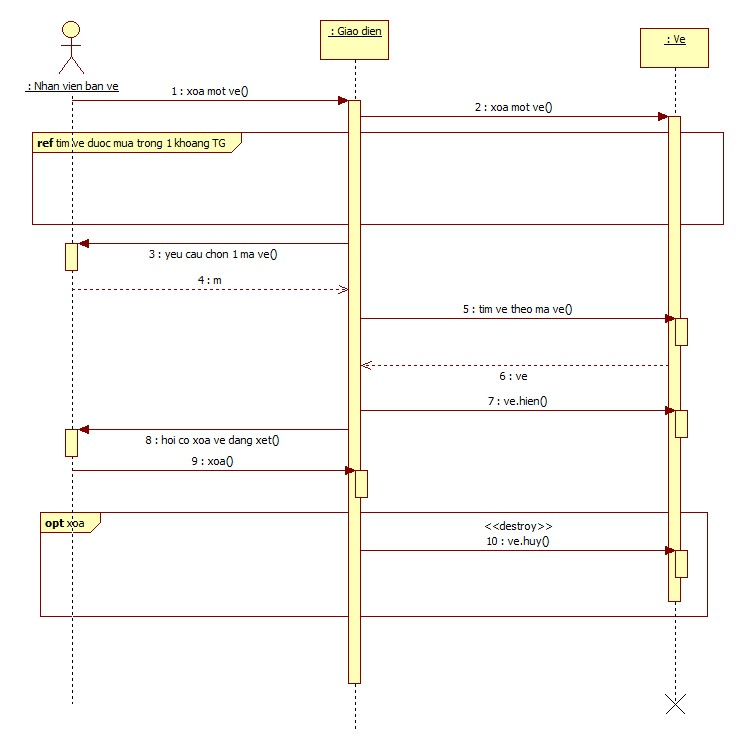 : Giao dien
: Ve
: Nhan vien ban ve
1 : xoa mot ve()
2 : xoa mot ve()
ref tim ve duoc mua trong 1 khoang TG
3 : yeu cau chon 1 ma ve()
4 : m
5 : tim ve theo ma ve()
6 : ve
7 : ve.hien()
8 : hoi co xoa ve dang xet()
9 : xoa()
opt xoa
<<destroy>>
10 : ve.huy()